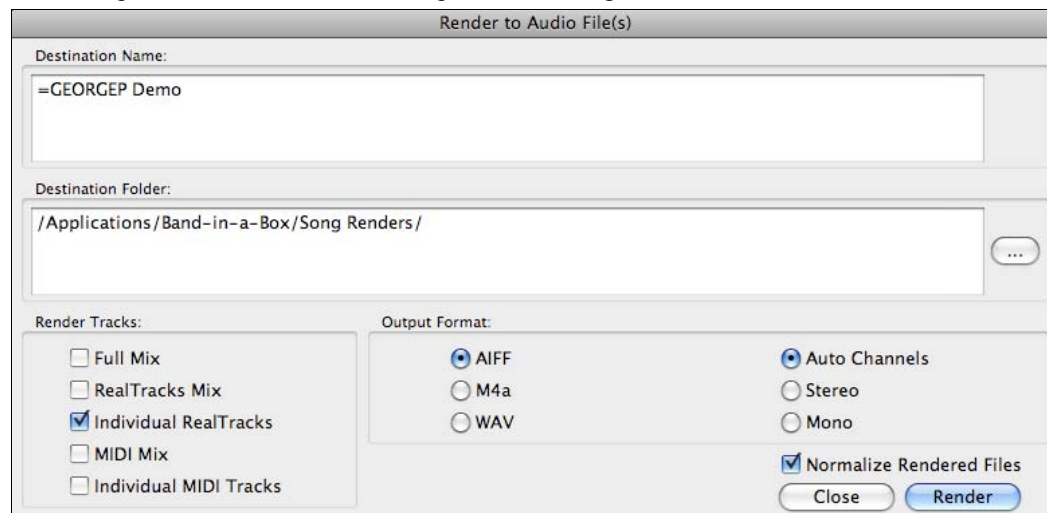 Render to Audio File(s)
Destination Name:
=GEORGEP Demo
Destination Folder:
/Applications/Band-in-a-Box/Song Renders/
...
Render Tracks:
Full Mix
RealTracks Mix
Individual RealTracks
MIDI Mix
Individual MIDI Tracks
Output Format:
AIFF
M4a
WAV
Auto Channels
Stereo
Mono
Normalize Rendered Files
Close
Render